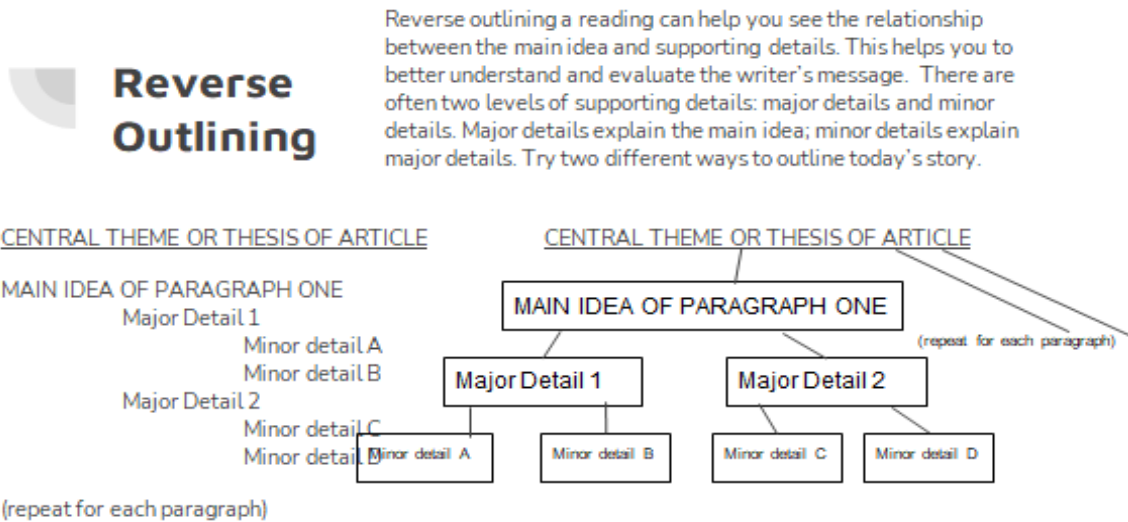 Reverse
Outlining
Reverse outlining a reading can help you see the relationship
between the main idea and supporting details. This helps you to
better understand and evaluate the writer's message.  There are
often two levels of supporting details: major details and minor
details. Major details explain the main idea; minor details explain
major details. Try two different ways to outline today's story.
CENTRAL THEME OR THESIS OF ARTICLE
MAIN IDEA OF PARAGRAPH ONE
Major Detail 1
Minor detail A
Minor detail B
Major Detail 2
Minor detail C
Minor detail D
(repeat for each paragraph)
CENTRAL THEME OR THESIS OF ARTICLE
MAIN IDEA OF PARAGRAPH ONE
(repeat for each paragraph)
Major Detail 1
Major Detail 2
Minor detail A
Minor detail B
Minor detail C
Minor detail D